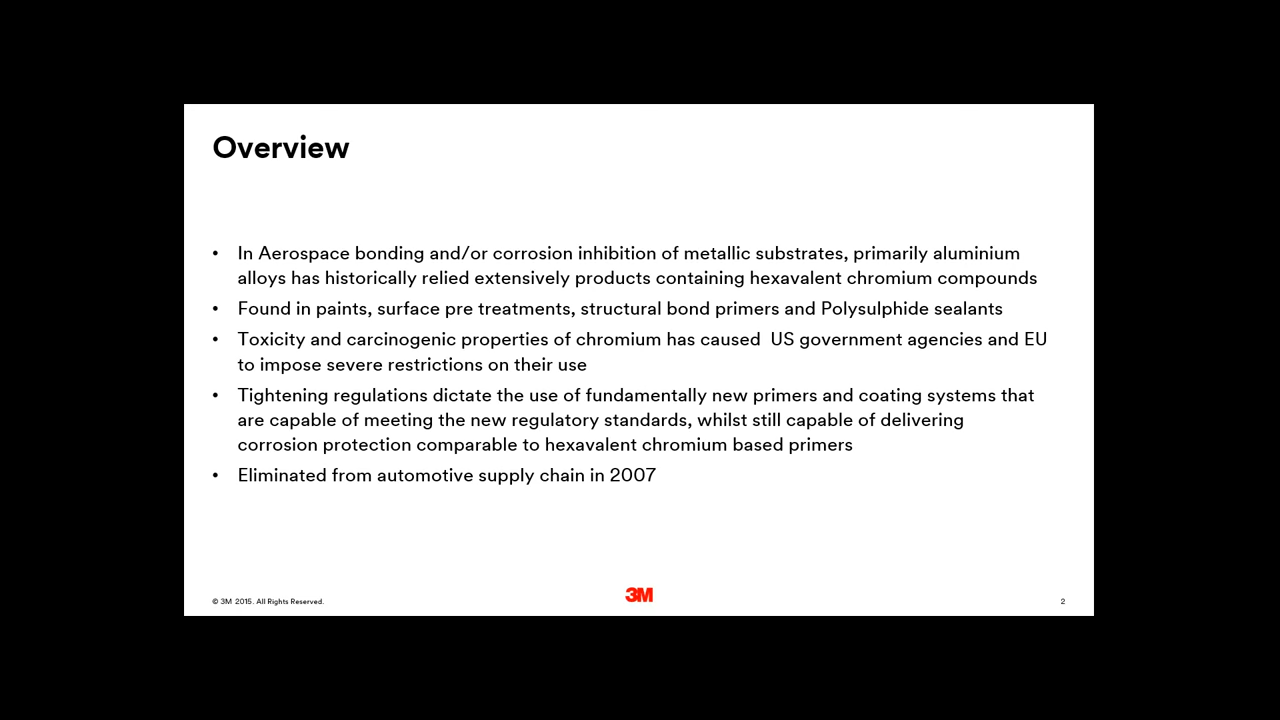 Overview
• In Aerospace bonding and/or corrosion inhibition of metallic substrates, primarily aluminium
alloys has historically relied extensively products containing hexavalent chromium compounds
• Found in paints, surface pre treatments, structural bond primers and Polysulphide sealants
• Toxicity and carcinogenic properties of chromium has caused  US government agencies and EU
to impose severe restrictions on their use
• Tightening regulations dictate the use of fundamentally new primers and coating systems that
are capable of meeting the new regulatory standards, whilst still capable of delivering
corrosion protection comparable to hexavalent chromium based primers
• Eliminated from automotive supply chain in 2007
© 3M 2015. All Rights Reserved.
3M
2